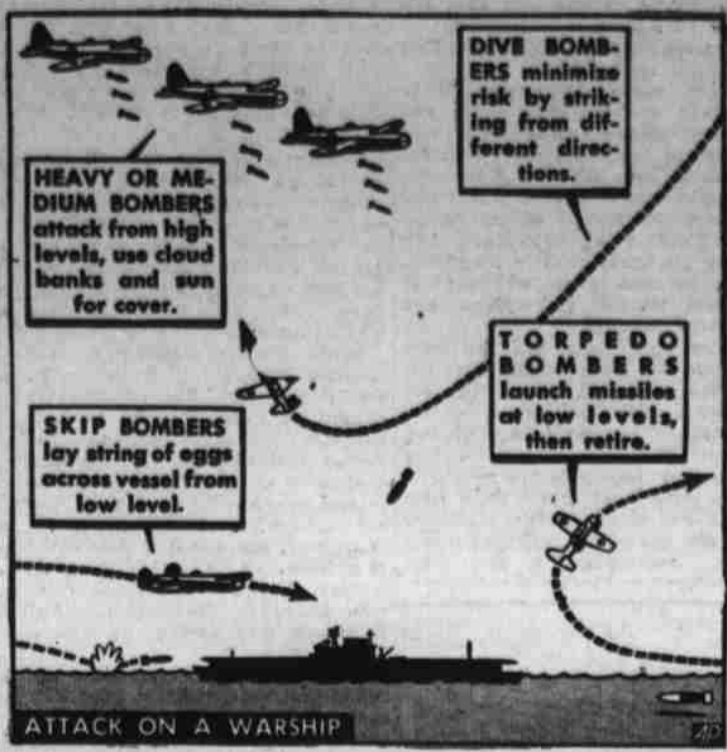 HEAVY OR ME-
DIUM BOMBERS
attack from high
levels, use cloud
banks and sun
for cover.
DIVE BOMB-
ERS minimize
risk by strik-
ing from dif-
ferent direc-
tions.
TORPEDO
BOMBERS
launch missiles
at low levels,
then retire.
SKIP BOMBERS
lay string of eggs
across vessel from
low level.
ATTACK ON A WARSHIP